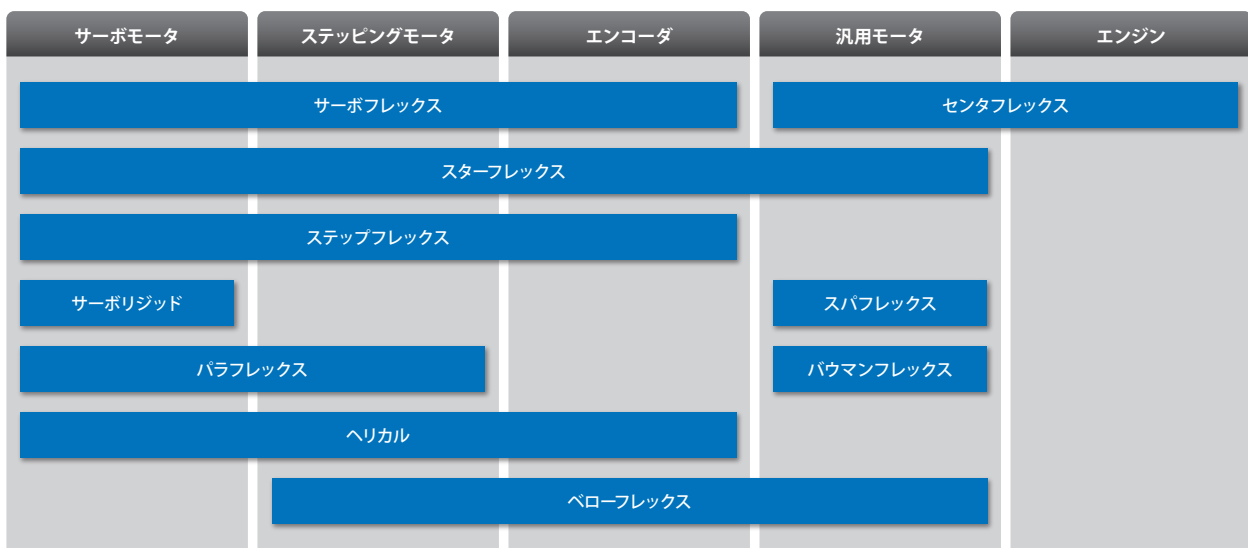 サーボモータ
ステッピングモータ
エンコーダ
汎用モータ
エンジン
サーボフレックス
センタフレックス
スターフレックス
ステップフレックス
サーボリジッド
スパフレックス
パラフレックス
バウマンフレックス
ヘリカル
ベローフレックス